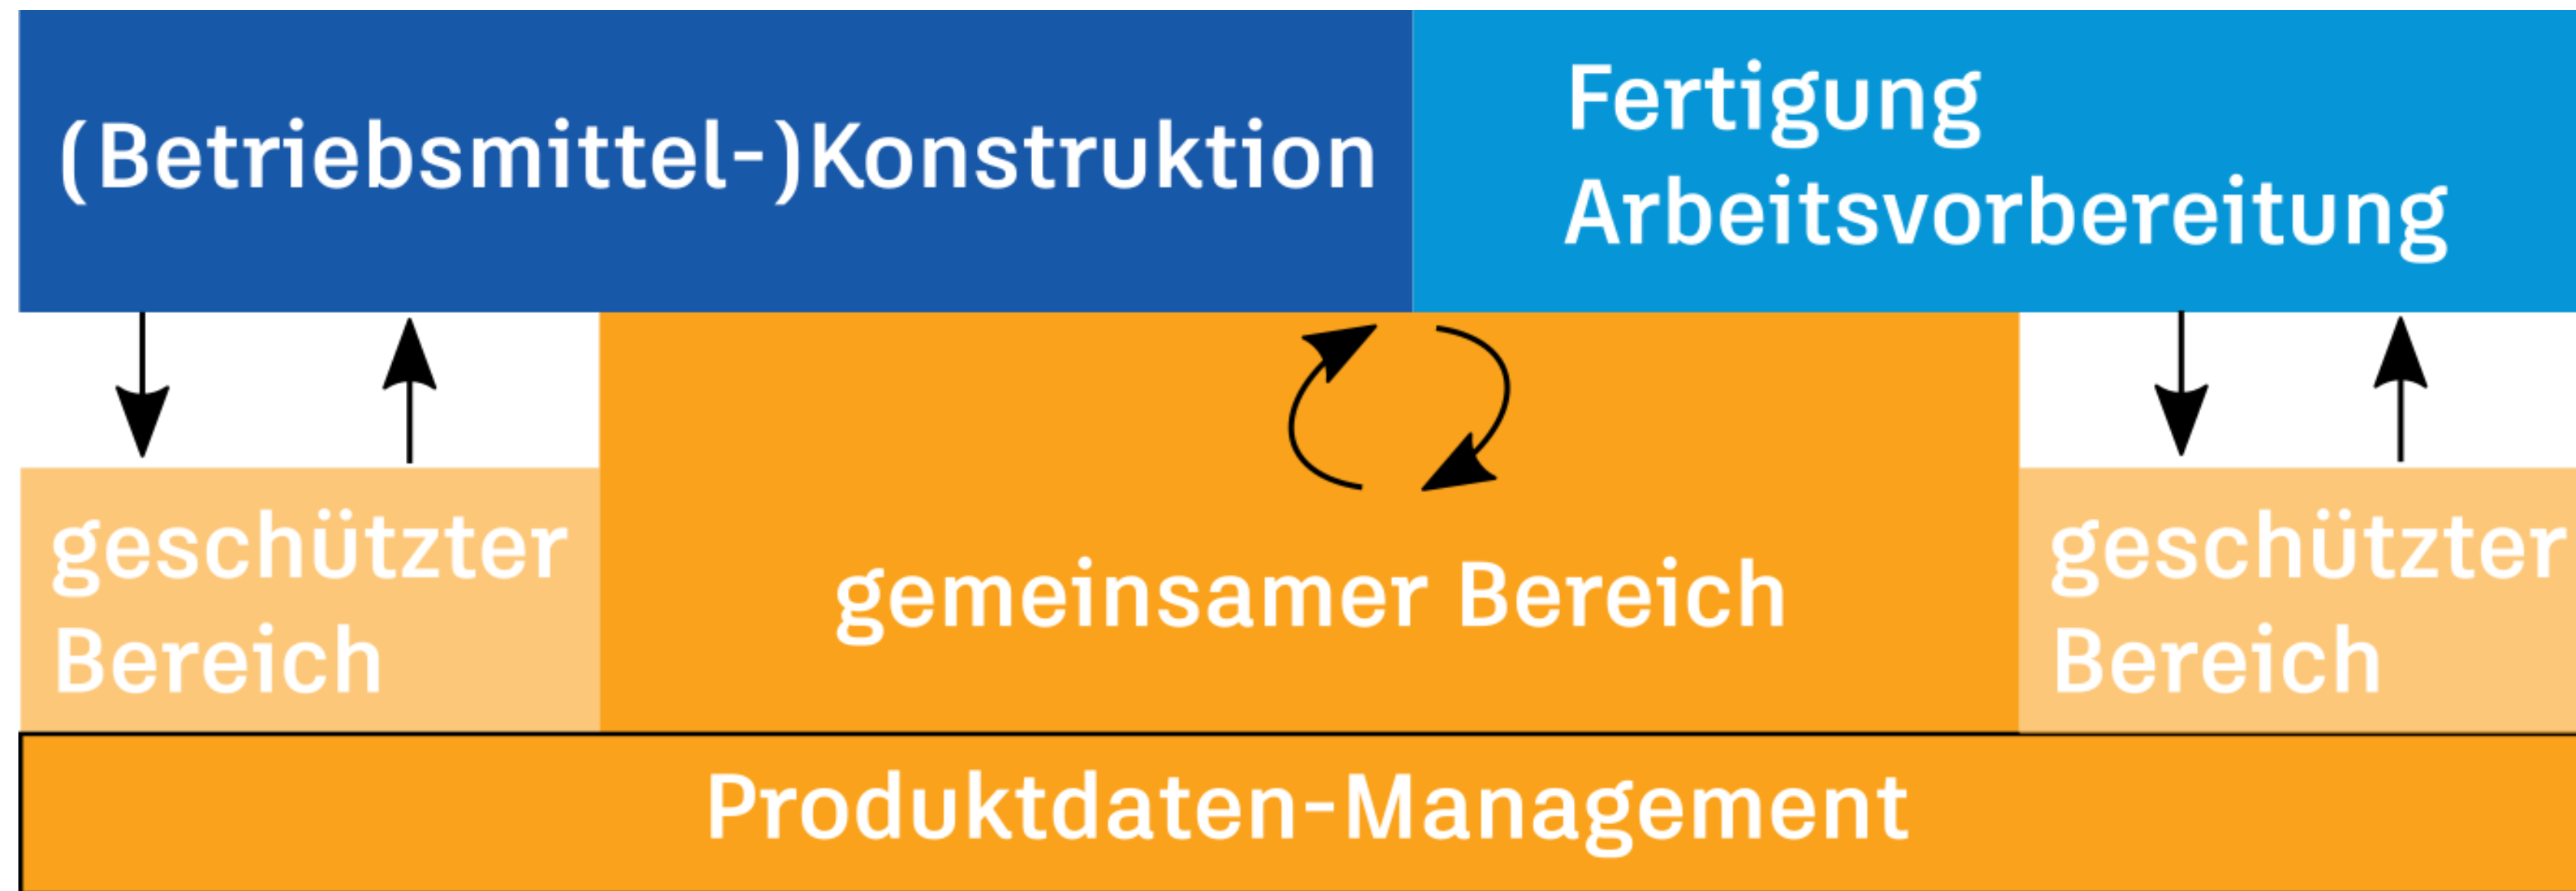 (Betriebsmittel-)Konstruktion
Fertigung
Arbeitsvorbereitung
geschützter
Bereich
gemeinsamer Bereich
geschützter
Bereich
Produktdaten-Management